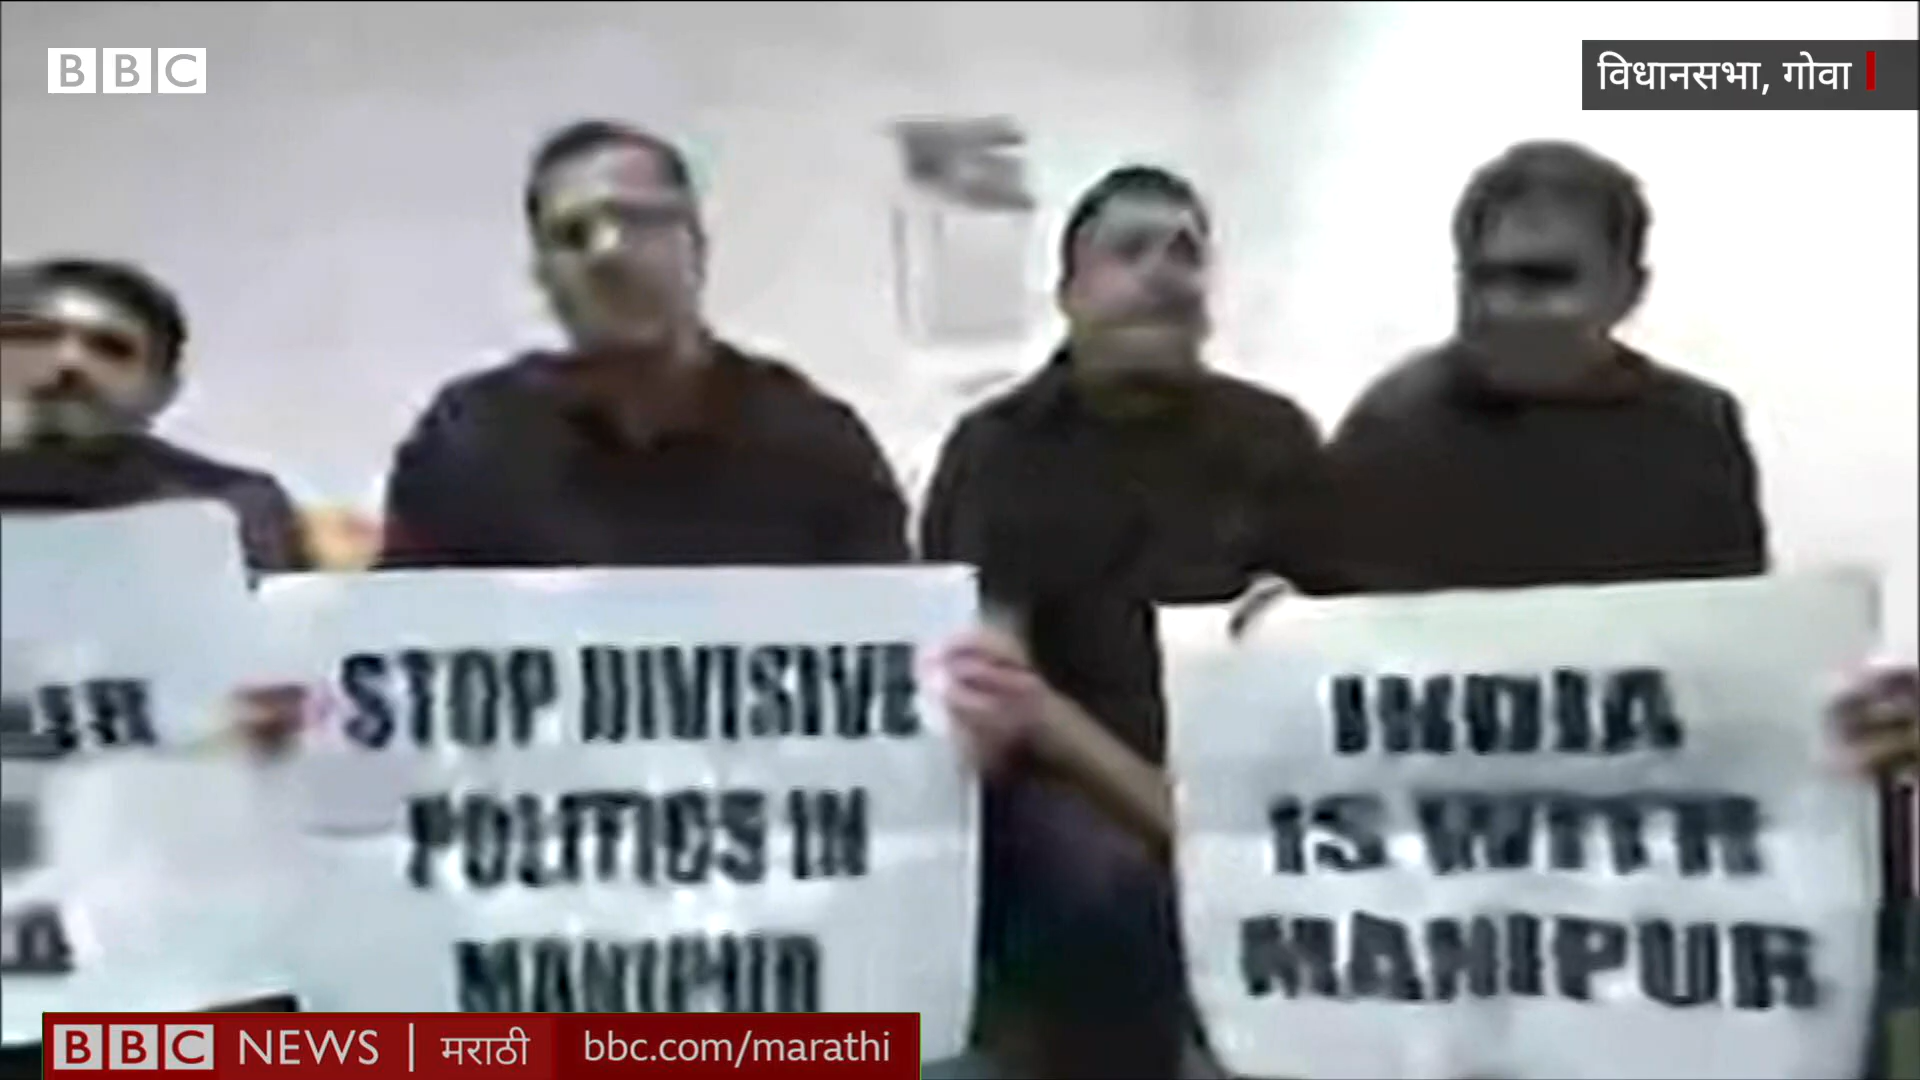 BBC
विधानसभा, गोवा
STOP DIVISIVE
POLITICS IN
MANIPUR
INDIA
IS WITH
MANIPUR
BBC NEWS | मराठी bbc.com/marathi